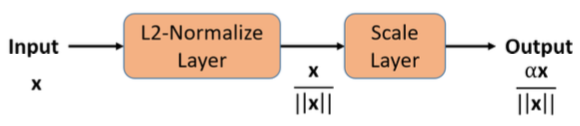 Input
x
L2-Normalize
Layer
x
||x||
Scale
Layer
Output
αx
||x||